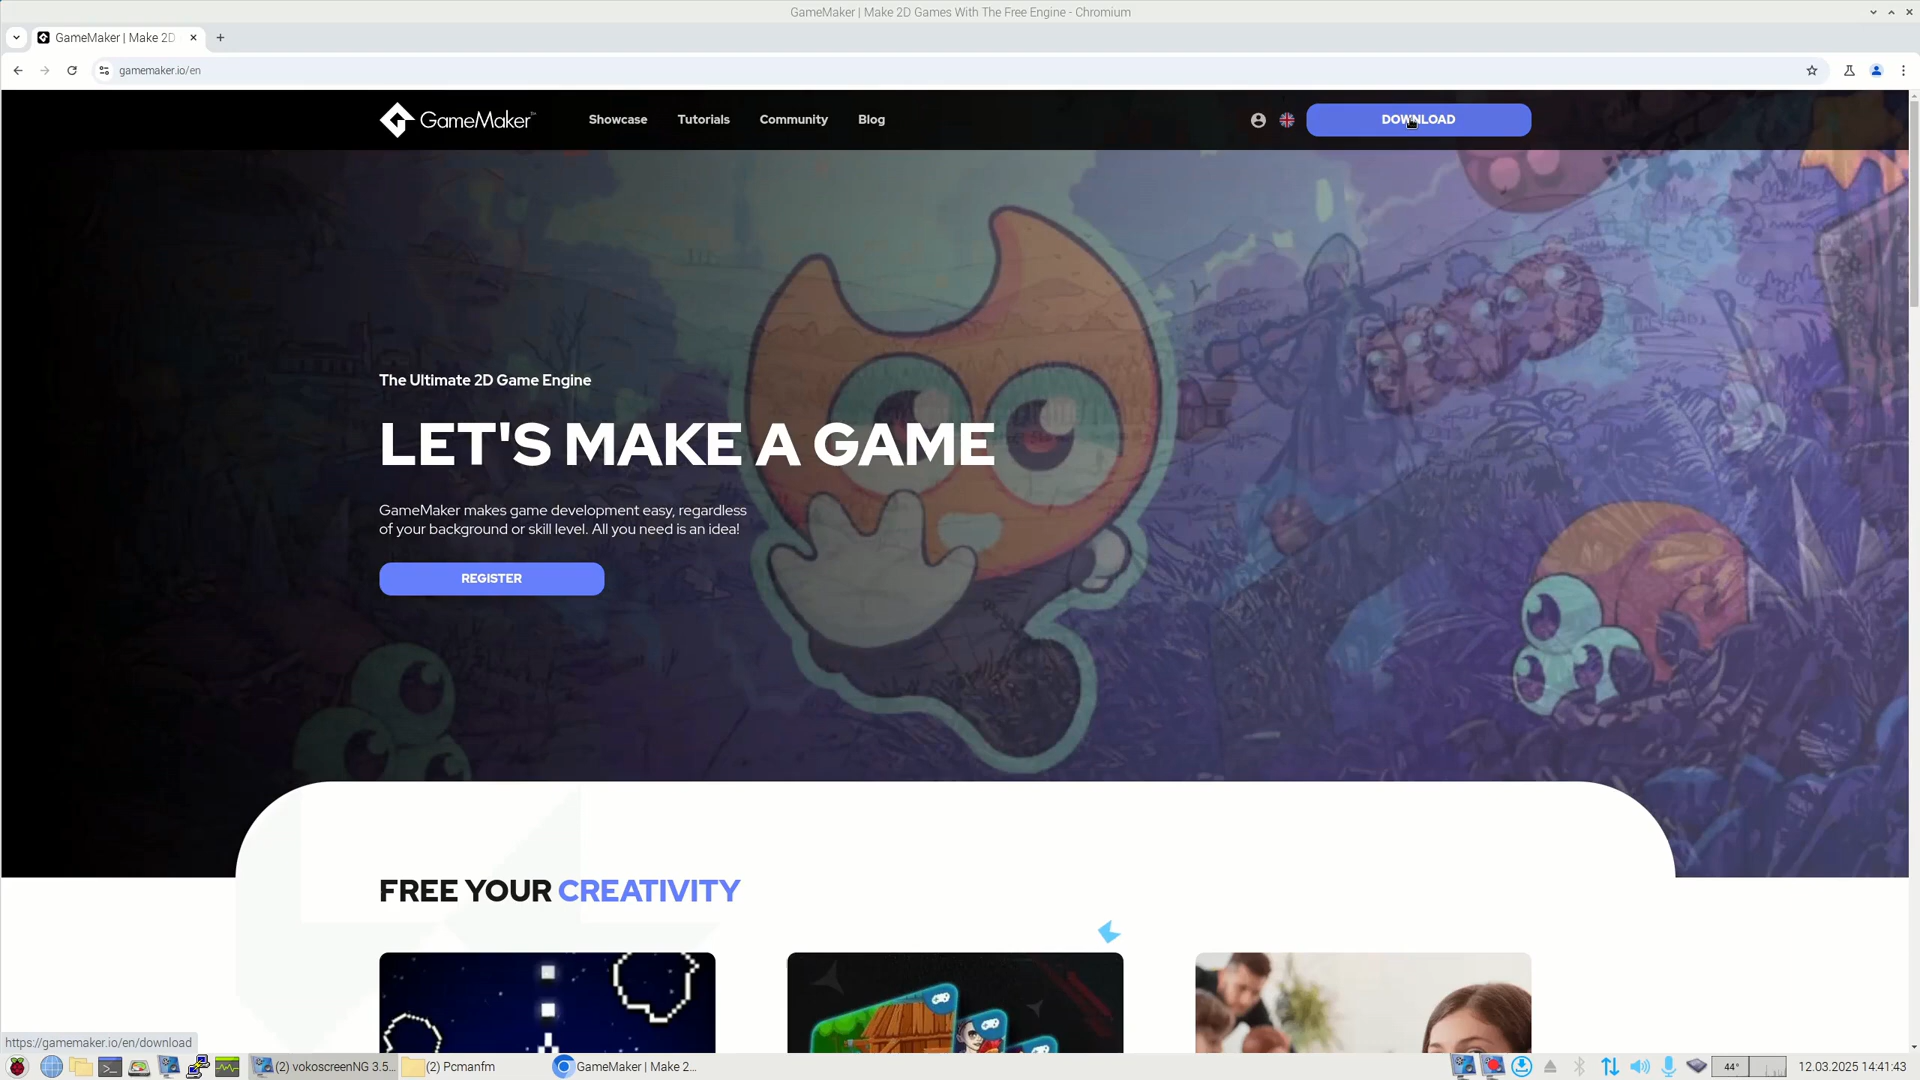 GameMaker | Make 2D Games With The Free Engine - Chromium
GameMaker | Make 2D
gamemaker.io/en
GameMaker
Showcase
Tutorials
Community
Blog
DOWNLOAD
The Ultimate 2D Game Engine
LET'S MAKE A GAME
GameMaker makes game development easy, regardless
of your background or skill level. All you need is an idea!
REGISTER
FREE YOUR CREATIVITY
https://gamemaker.io/en/download
(2) vokoscreenNG 3.5...
(2) Pcmanfm
GameMaker | Make 2...
44°
12.03.2025 14:41:43